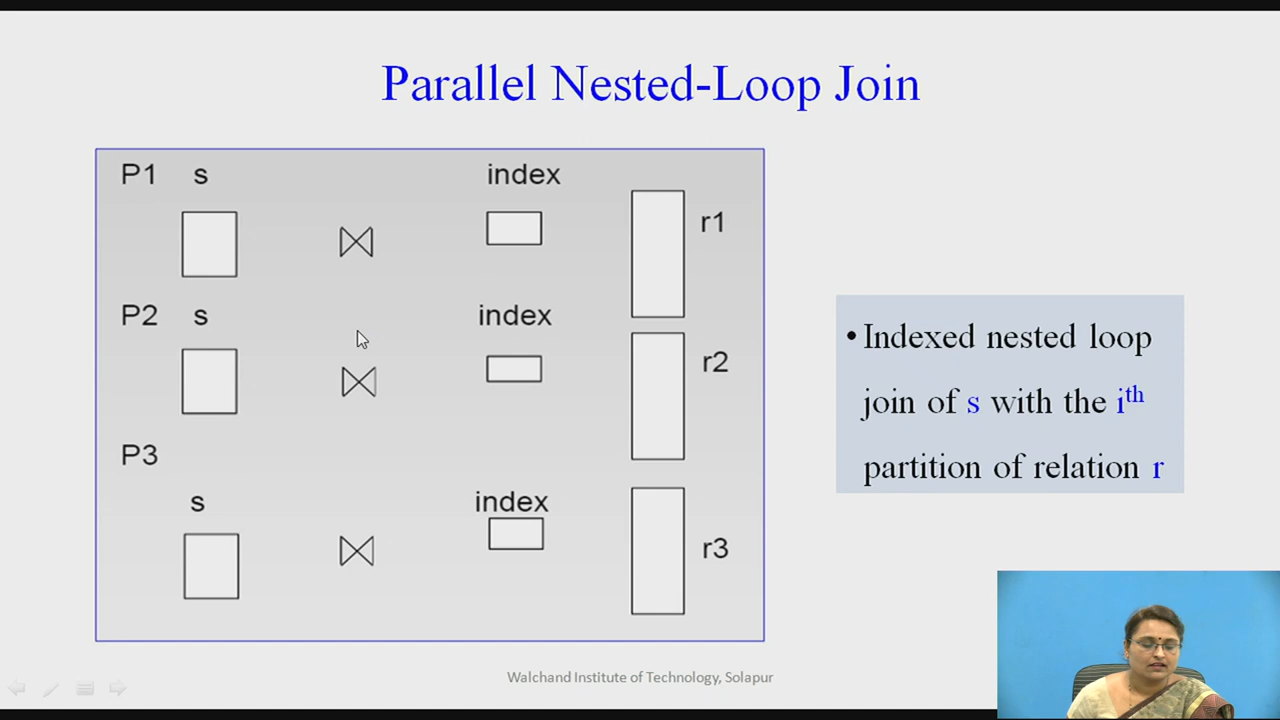 Parallel Nested-Loop Join
P1 s index
r1
P2 s index
r2
P3
s index
r3
• Indexed nested loop
join of s with the ith
partition of relation r
Walchand Institute of Technology, Solapur